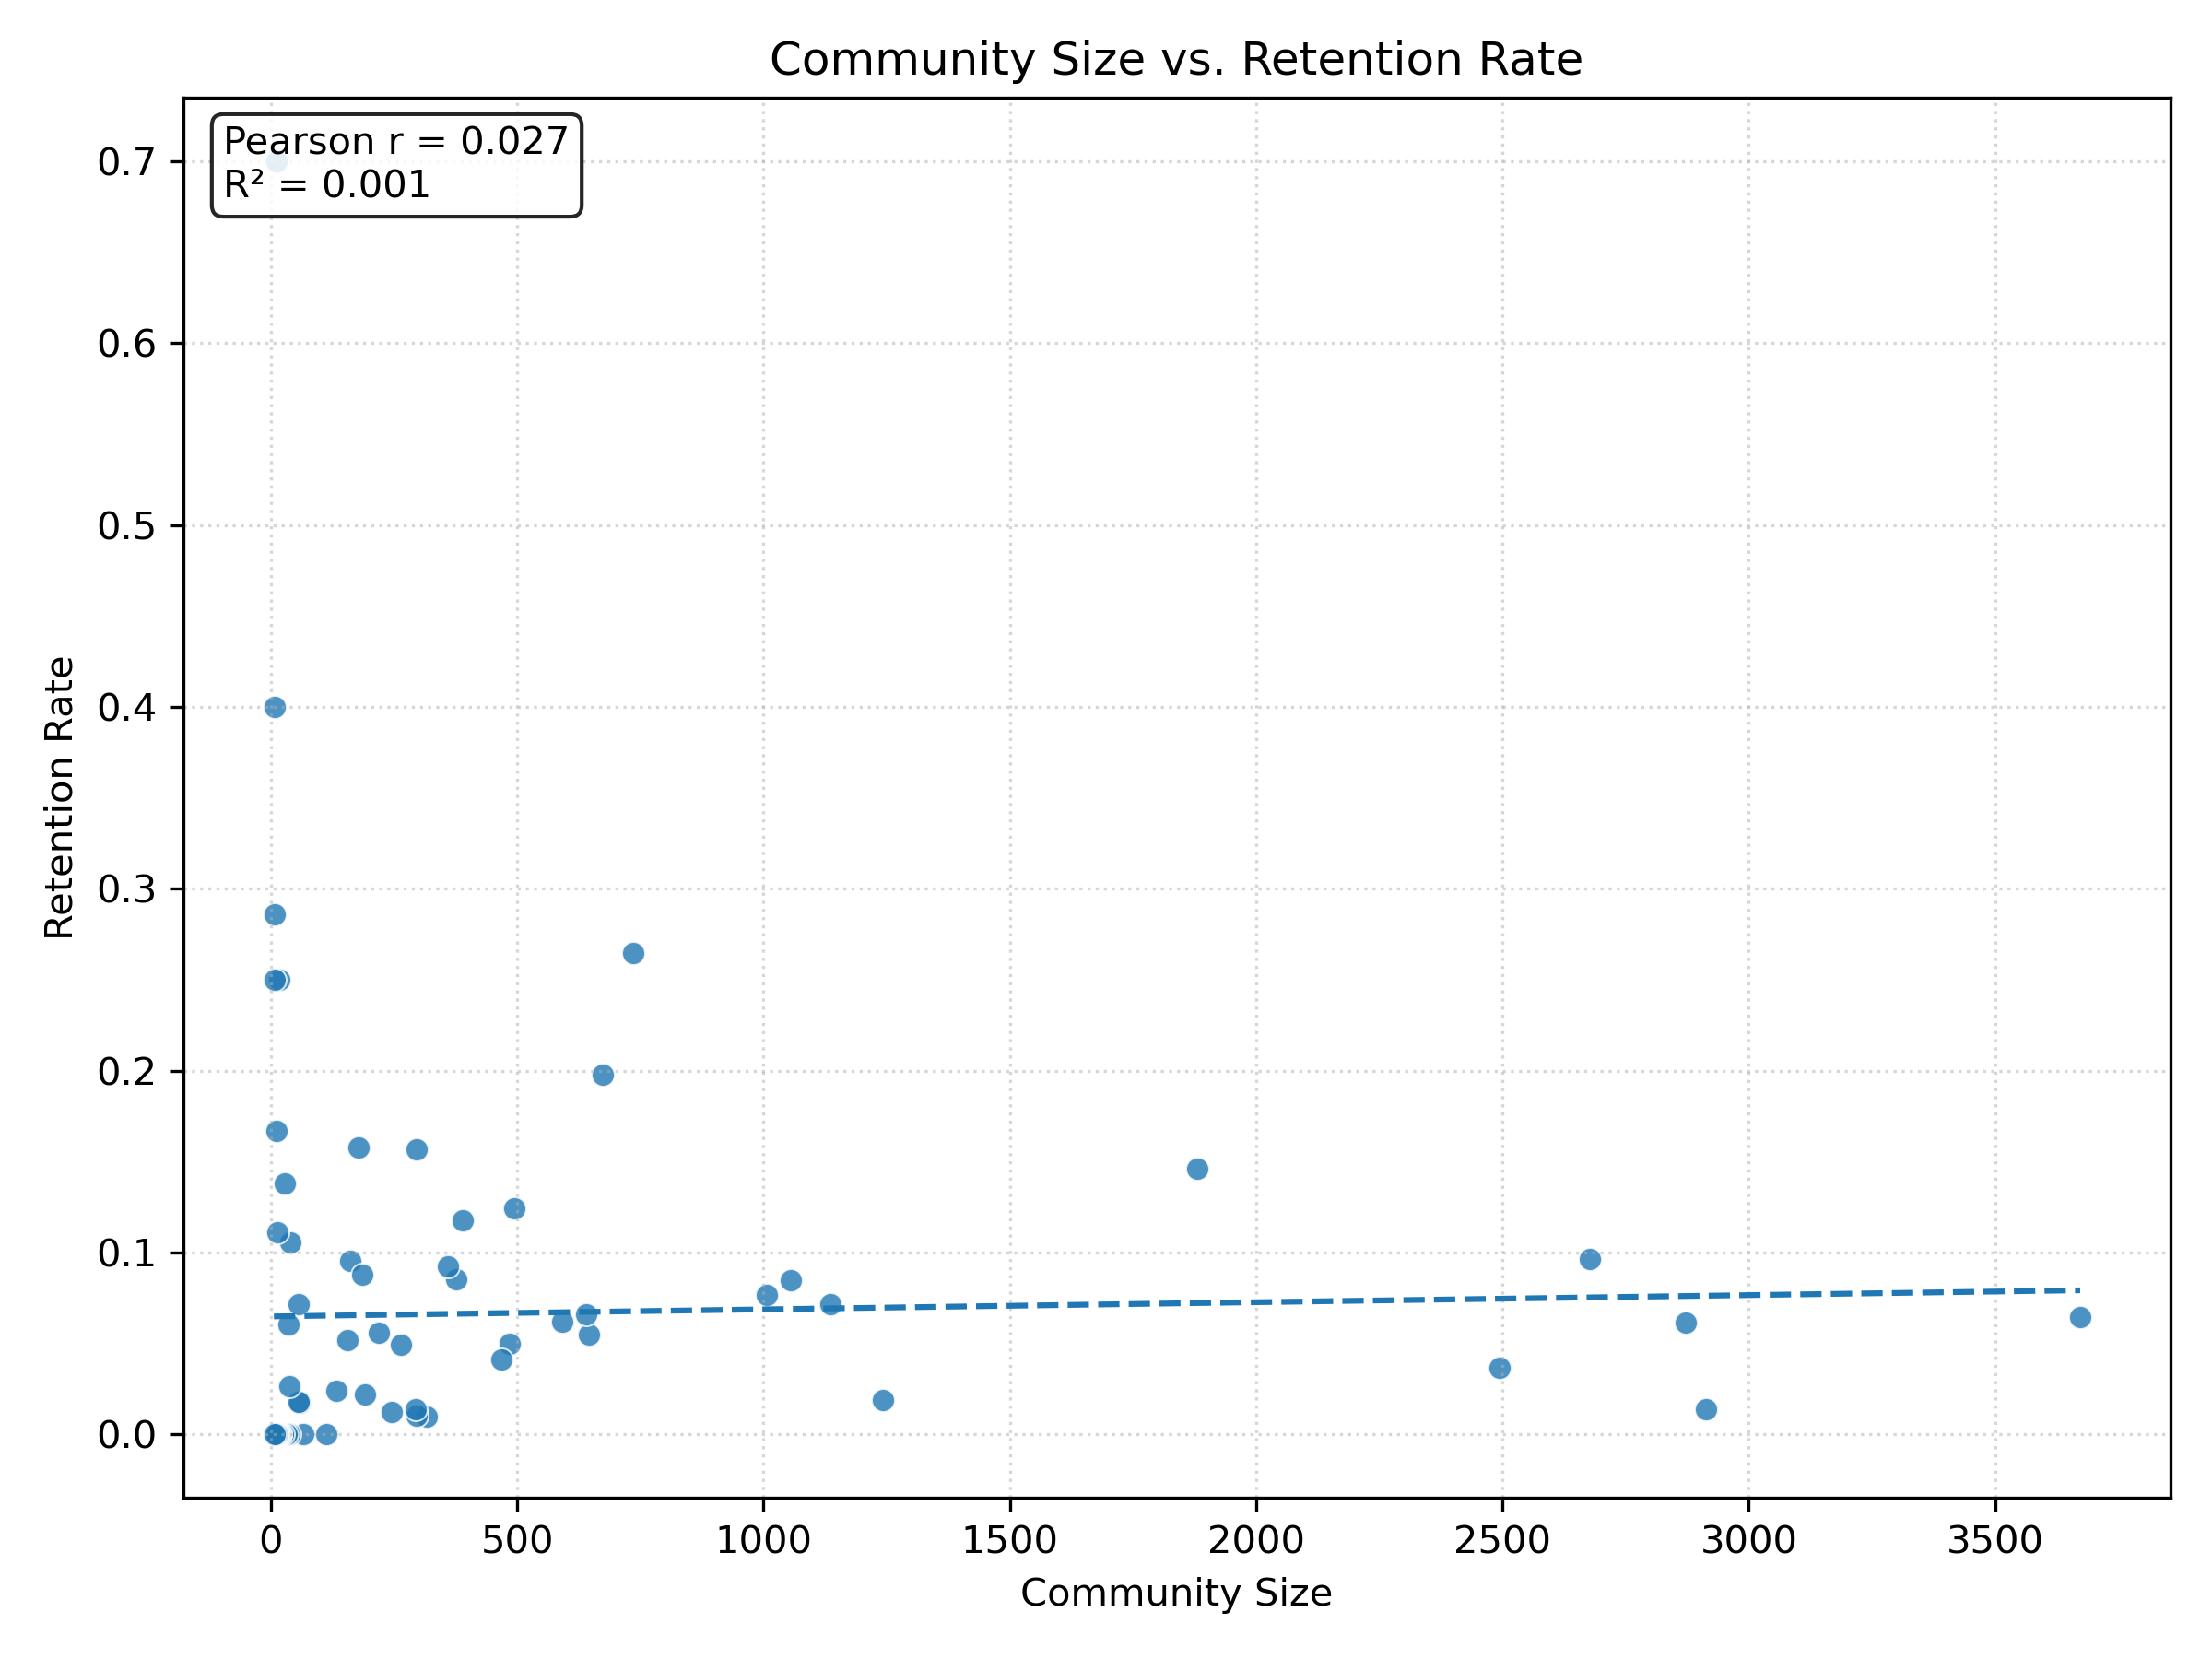 Community Size vs. Retention Rate
Pearson r = 0.027
R² = 0.001
0.7
0.6
0.5
0.4
0.3
0.2
0.1
0.0
Retention Rate
0 500 1000 1500 2000 2500 3000 3500
Community Size